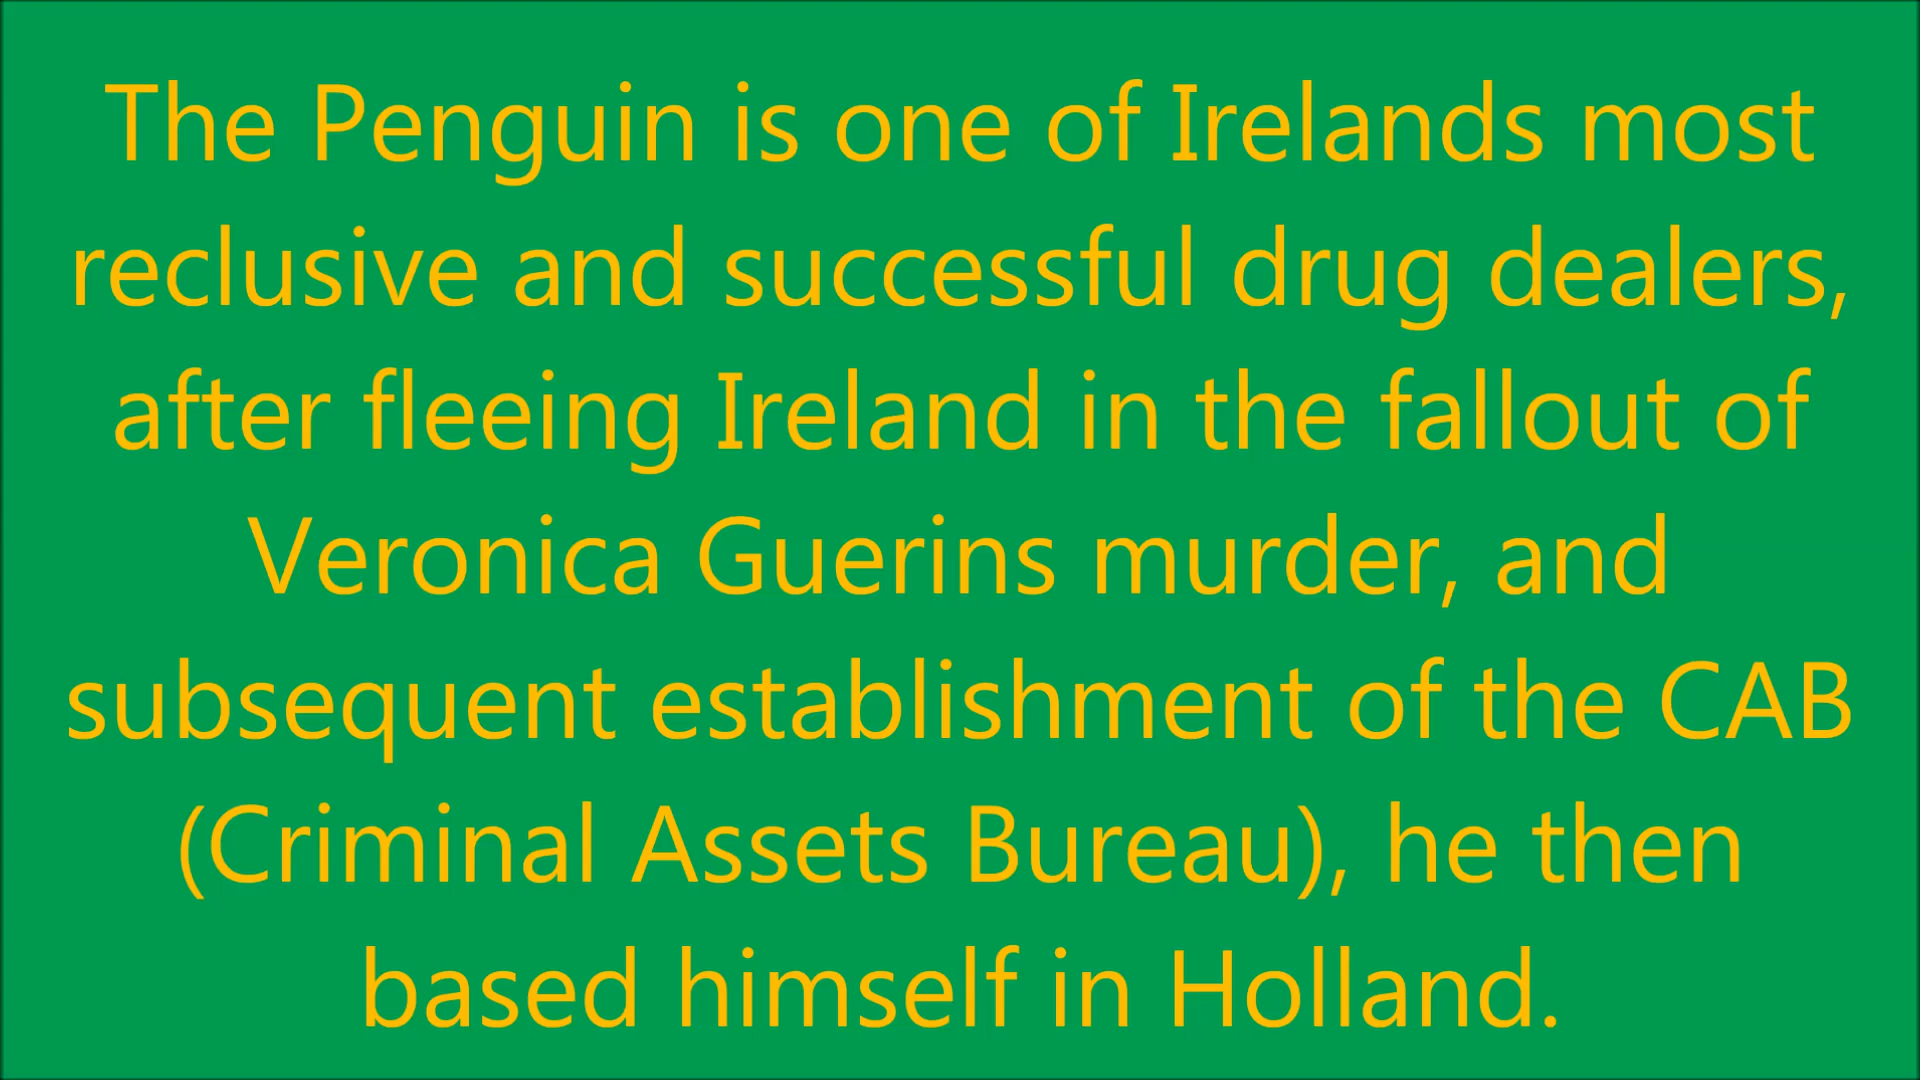 The Penguin is one of Irelands most
reclusive and successful drug dealers,
after fleeing Ireland in the fallout of
Veronica Guerins murder, and
subsequent establishment of the CAB
(Criminal Assets Bureau), he then
based himself in Holland.